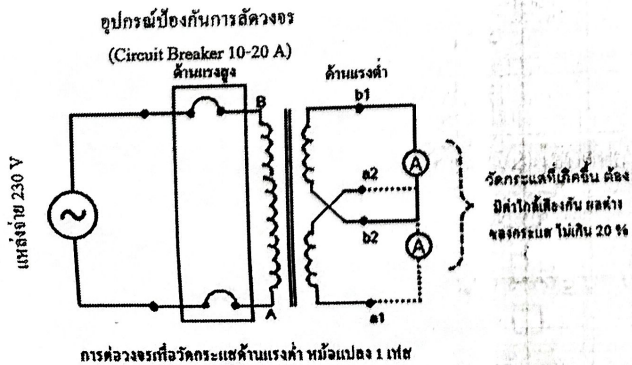 อุปกรณ์ป้องกันการลัดวงจร
(Circuit Breaker 10-20 A)
ด้านแรงสูง
ด้านแรงต่ำ
B
b1
A
a2
b2
A
a1
A
แหล่งจ่าย 230 V
วัดกระแสที่เกิดขึ้น ต้อง
มีค่าใกล้เคียงกัน ผลต่าง
ของกระแส ไม่เกิน 20 %
การต่อวงจรเพื่อวัดกระแสด้านแรงต่ำ หม้อแปลง 1 เฟส